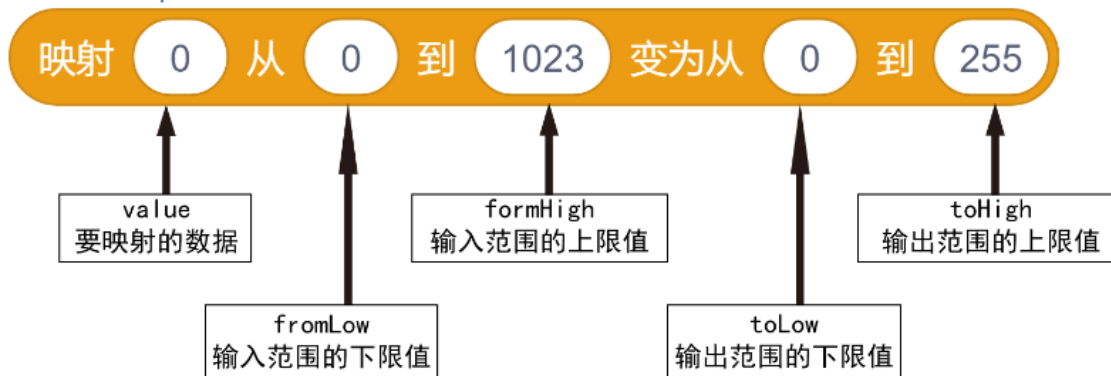 映射 0 从 0 到 1023 变为从 0 到 255
value
要映射的数据
formHigh
输入范围的上限值
toHigh
输出范围的上限值
fromLow
输入范围的下限值
toLow
输出范围的下限值